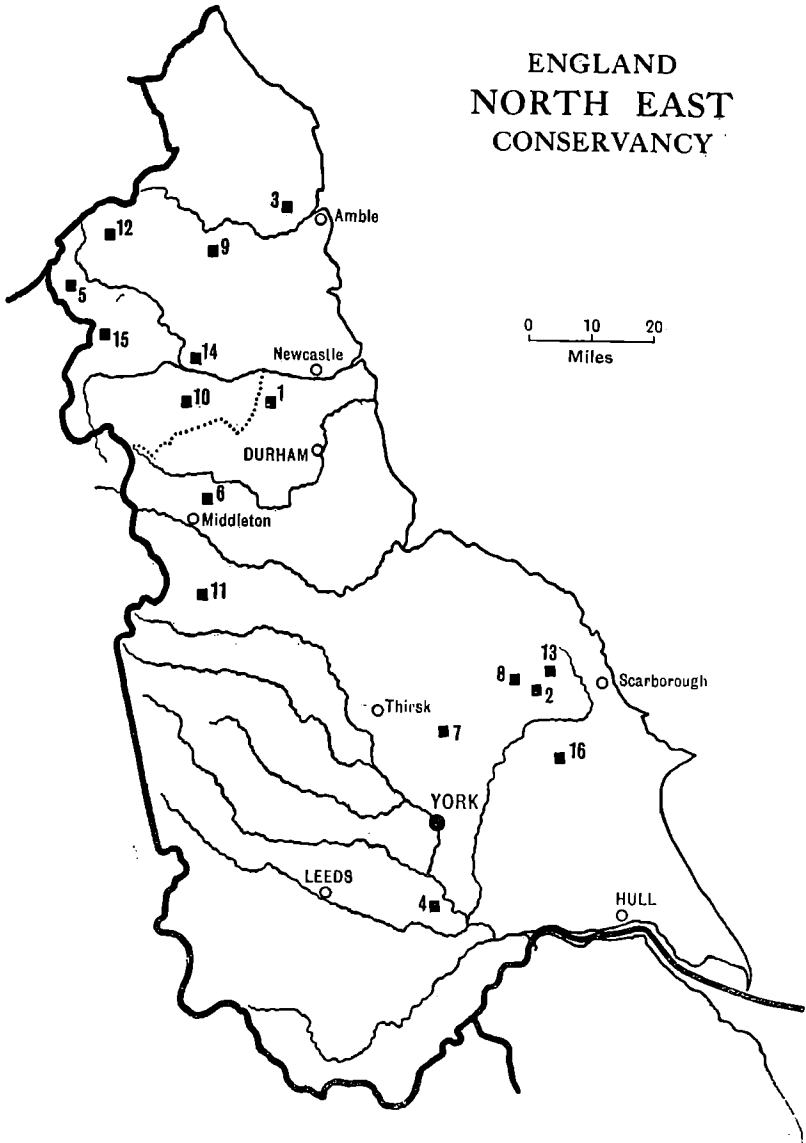 ENGLAND
NORTH EAST
CONSERVANCY
3
Amble
12
9
5
0 10 20
Miles
15
14
Newcastle
10
1
DURHAM
6
Middleton
11
13
8
2
Scarborough
Thirsk
7
16
YORK
LEEDS
4
HULL